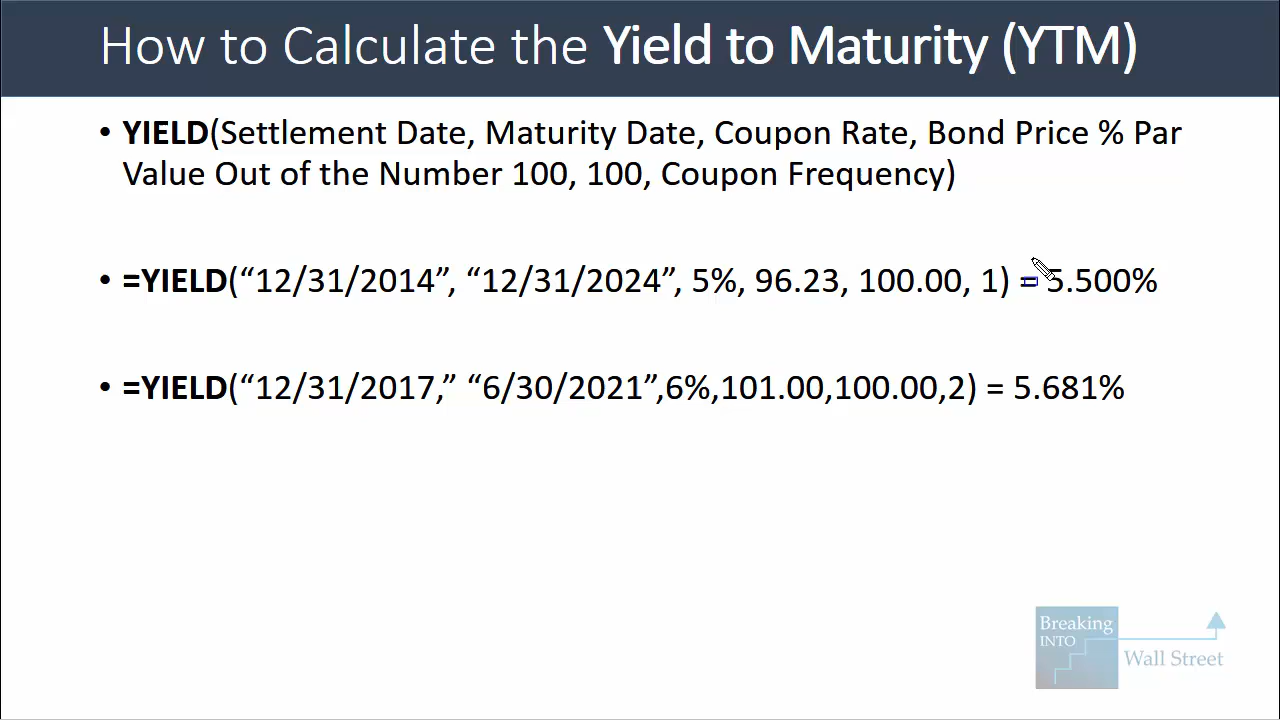 How to Calculate the Yield to Maturity (YTM)
• YIELD(Settlement Date, Maturity Date, Coupon Rate, Bond Price % Par
Value Out of the Number 100, 100, Coupon Frequency)
• =YIELD(“12/31/2014”, “12/31/2024”, 5%, 96.23, 100.00, 1) = 5.500%
• =YIELD(“12/31/2017,” “6/30/2021”,6%,101.00,100.00,2) = 5.681%
Breaking
INTO
Wall Street